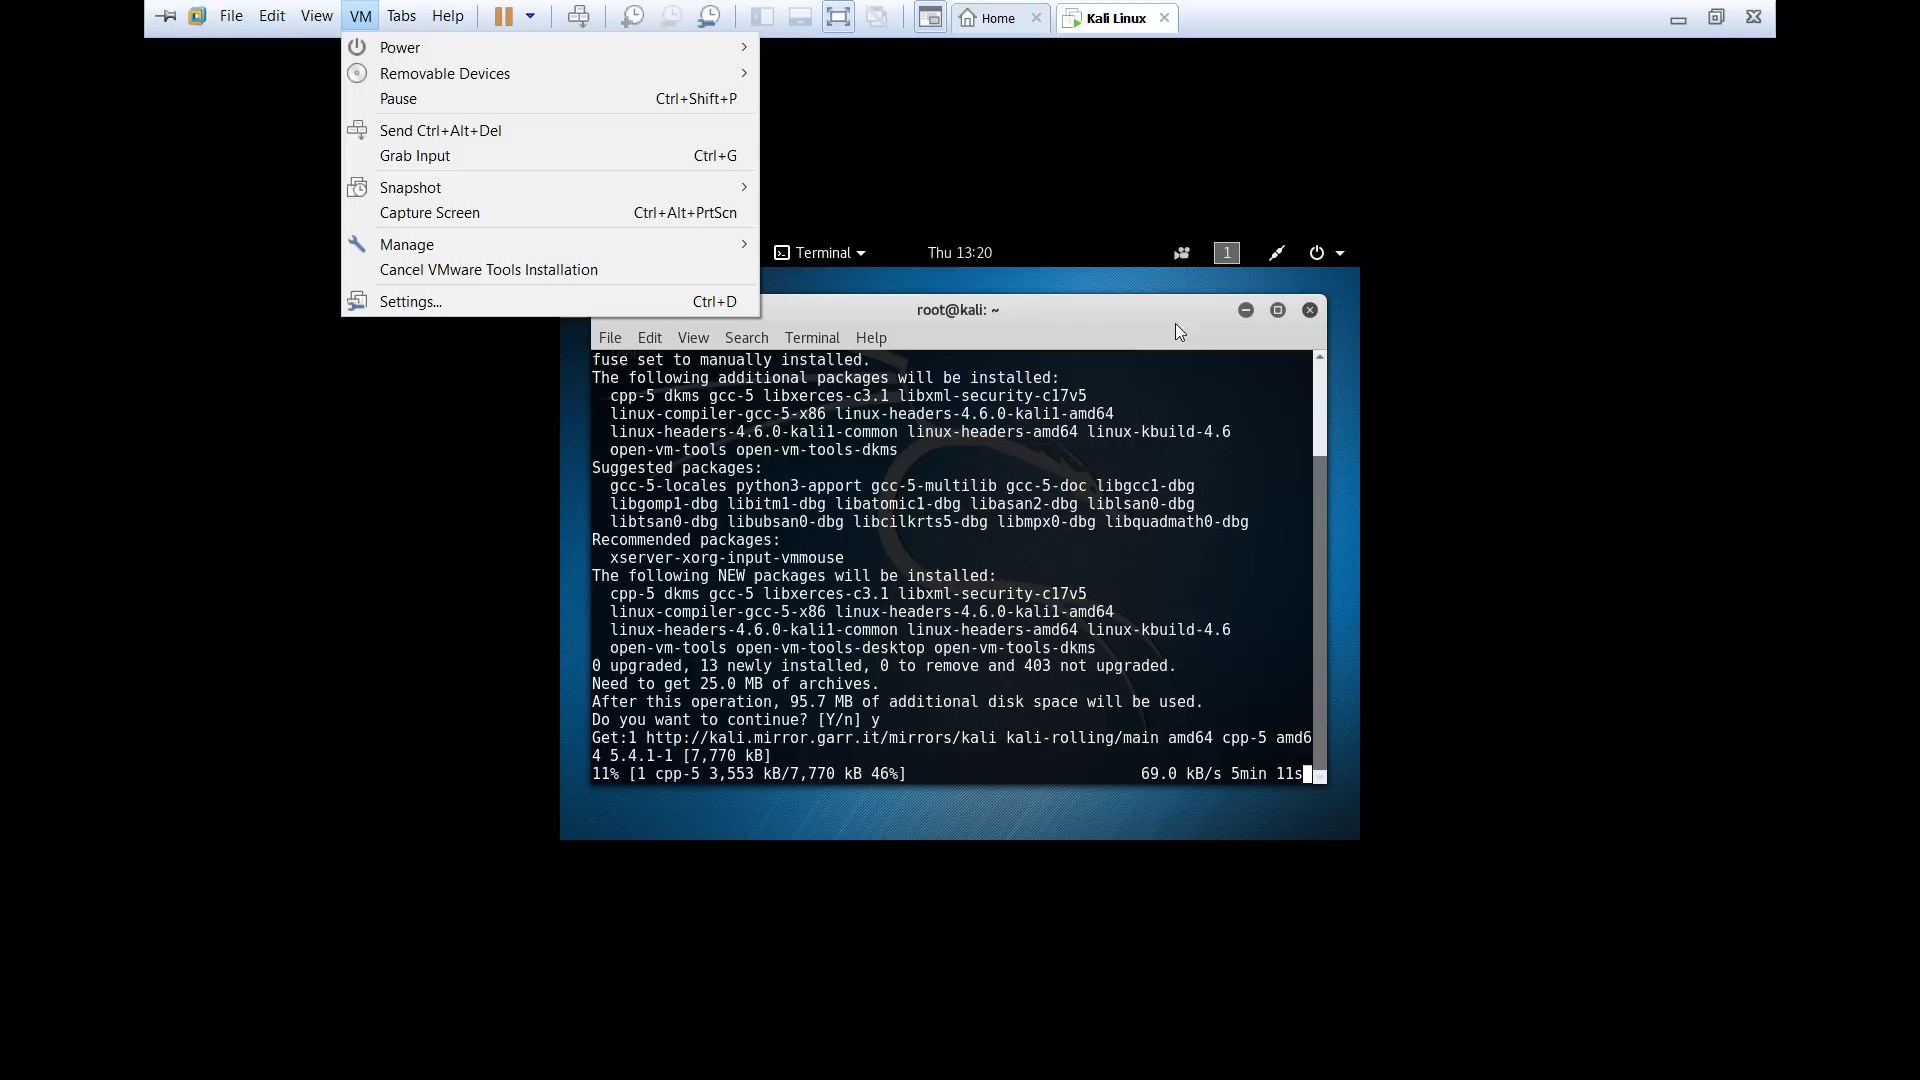 File Edit View VM Tabs Help Home Kali Linux
Power
Removable Devices
Pause Ctrl+Shift+P
Send Ctrl+Alt+Del
Grab Input Ctrl+G
Snapshot
Capture Screen Ctrl+Alt+PrtScn
Manage
Cancel VMware Tools Installation
Settings... Ctrl+D
Terminal Thu 13:20 1
root@kali: ~
File Edit View Search Terminal Help
fuse set to manually installed.
The following additional packages will be installed:
cpp-5 dkms gcc-5 libxerces-c3.1 libxml-security-c17v5
linux-compiler-gcc-5-x86 linux-headers-4.6.0-kali1-amd64
linux-headers-4.6.0-kali1-common linux-headers-amd64 linux-kbuild-4.6
open-vm-tools open-vm-tools-dkms
Suggested packages:
gcc-5-locales python3-apport gcc-5-multilib gcc-5-doc libgcc1-dbg
libgomp1-dbg libitm1-dbg libatomic1-dbg libasan2-dbg liblsan0-dbg
libtsan0-dbg libubsan0-dbg libcilkrts5-dbg libmpx0-dbg libquadmath0-dbg
Recommended packages:
xserver-xorg-input-vmmouse
The following NEW packages will be installed:
cpp-5 dkms gcc-5 libxerces-c3.1 libxml-security-c17v5
linux-compiler-gcc-5-x86 linux-headers-4.6.0-kali1-amd64
linux-headers-4.6.0-kali1-common linux-headers-amd64 linux-kbuild-4.6
open-vm-tools open-vm-tools-desktop open-vm-tools-dkms
0 upgraded, 13 newly installed, 0 to remove and 403 not upgraded.
Need to get 25.0 MB of archives.
After this operation, 95.7 MB of additional disk space will be used.
Do you want to continue? [Y/n] y
Get:1 http://kali.mirror.garr.it/mirrors/kali kali-rolling/main amd64 cpp-5 amd6
4 5.4.1-1 [7,770 kB]
11% [1 cpp-5 3,553 kB/7,770 kB 46%] 69.0 kB/s 5min 11s